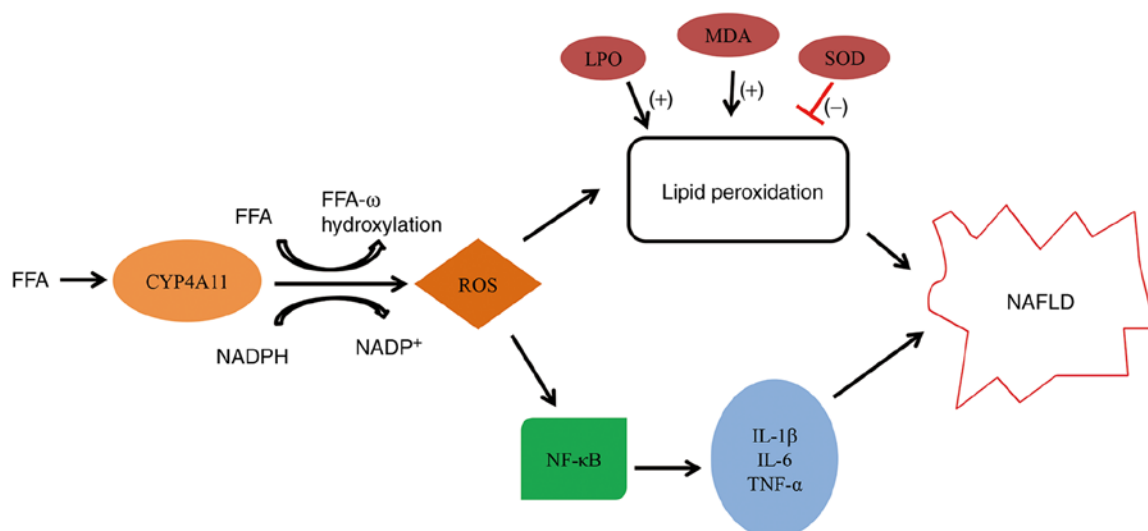 LPO
MDA
SOD
(+)
(+)
(−)
Lipid peroxidation
FFA
FFA-ω
hydroxylation
FFA
CYP4A11
ROS
NADPH
NADP⁺
NAFLD
NF-κB
IL-1β
IL-6
TNF-α